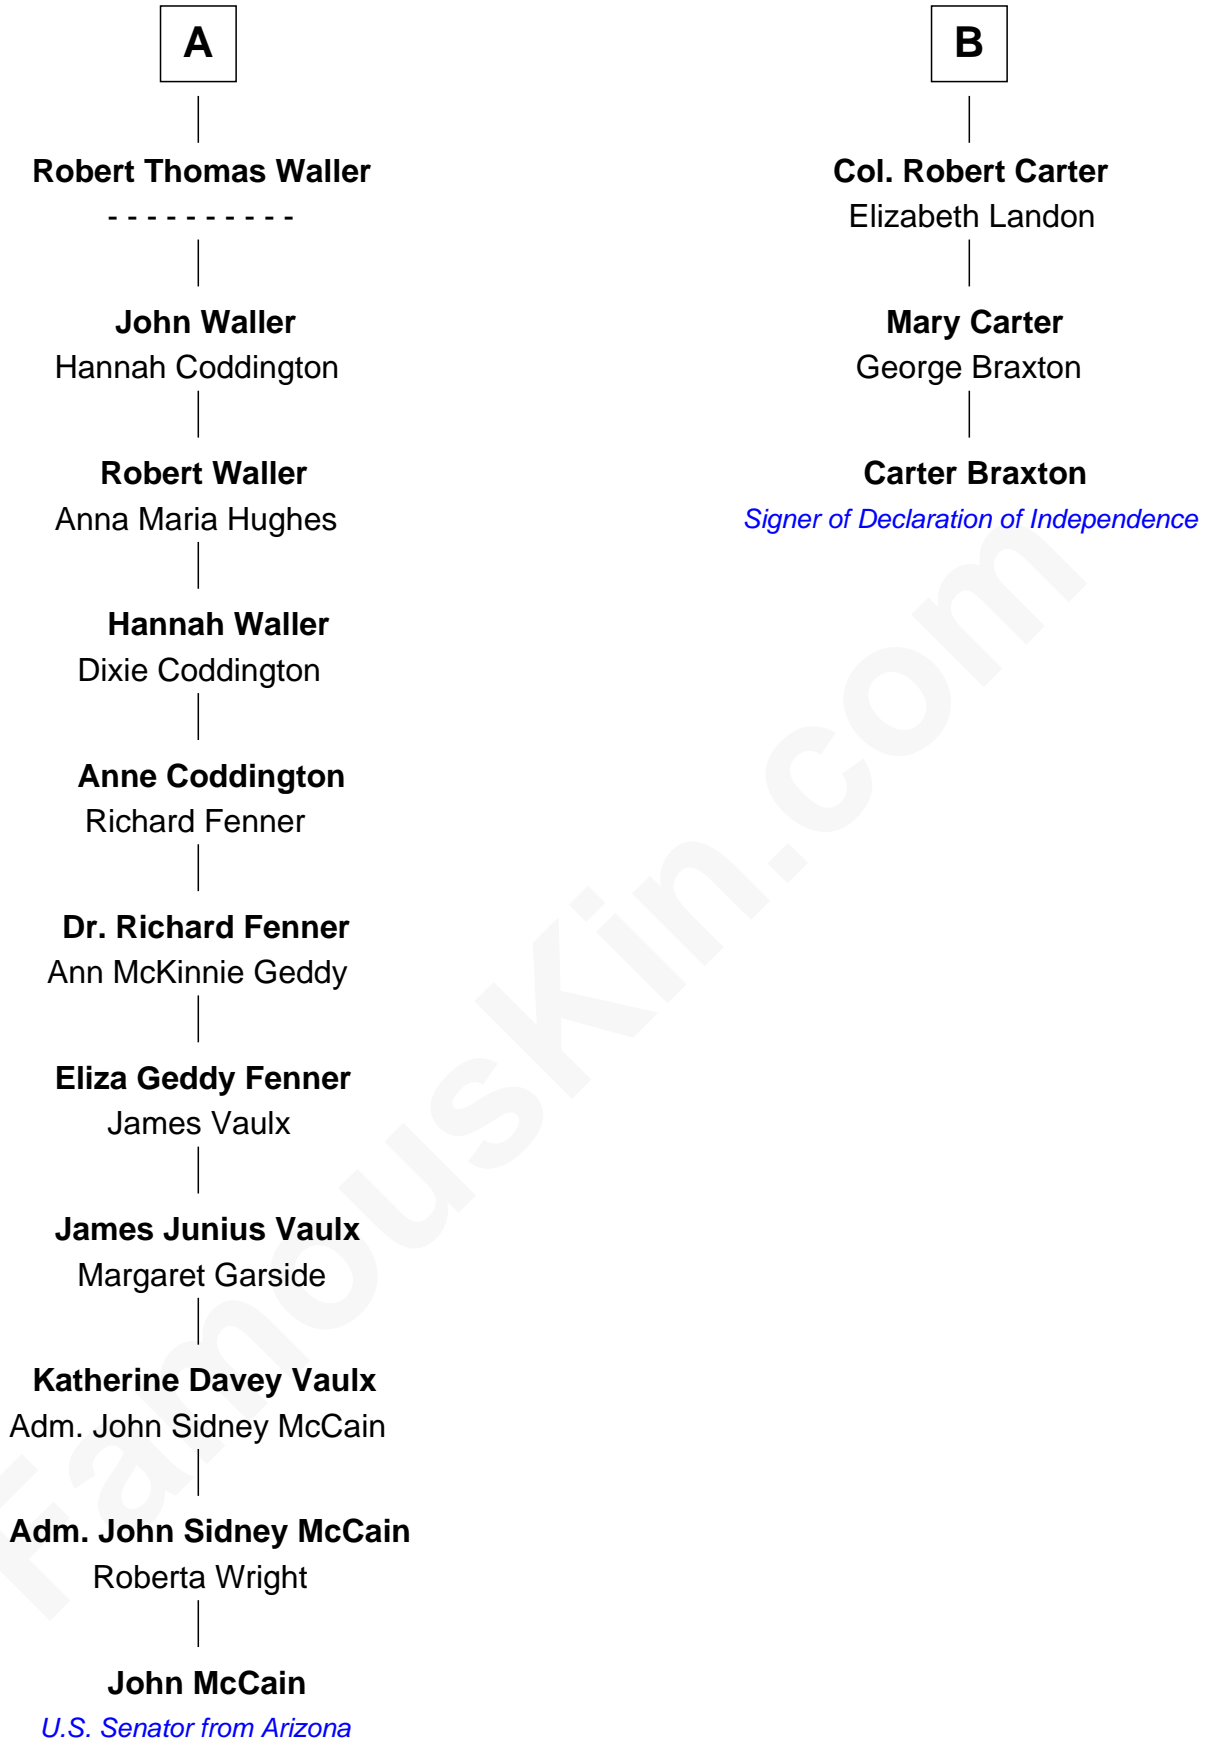 A
Robert Thomas Waller
- - - - - - - - - -
John Waller
Hannah Coddington
Robert Waller
Anna Maria Hughes
Hannah Waller
Dixie Coddington
Anne Coddington
Richard Fenner
Dr. Richard Fenner
Ann McKinnie Geddy
Eliza Geddy Fenner
James Vaulx
James Junius Vaulx
Margaret Garside
Katherine Davey Vaulx
Adm. John Sidney McCain
Adm. John Sidney McCain
Roberta Wright
John McCain
U.S. Senator from Arizona
B
Col. Robert Carter
Elizabeth Landon
Mary Carter
George Braxton
Carter Braxton
Signer of Declaration of Independence
FamousKin.com